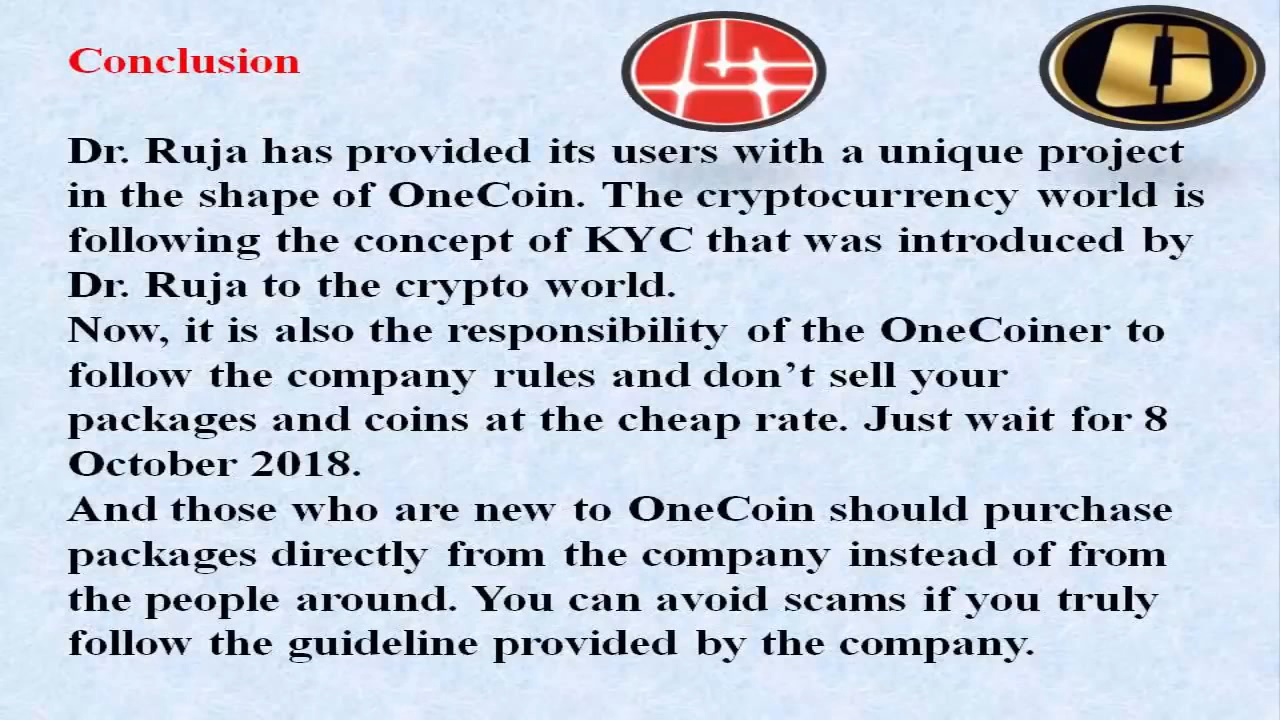 Conclusion
Dr. Ruja has provided its users with a unique project
in the shape of OneCoin. The cryptocurrency world is
following the concept of KYC that was introduced by
Dr. Ruja to the crypto world.
Now, it is also the responsibility of the OneCoiner to
follow the company rules and don’t sell your
packages and coins at the cheap rate. Just wait for 8
October 2018.
And those who are new to OneCoin should purchase
packages directly from the company instead of from
the people around. You can avoid scams if you truly
follow the guideline provided by the company.